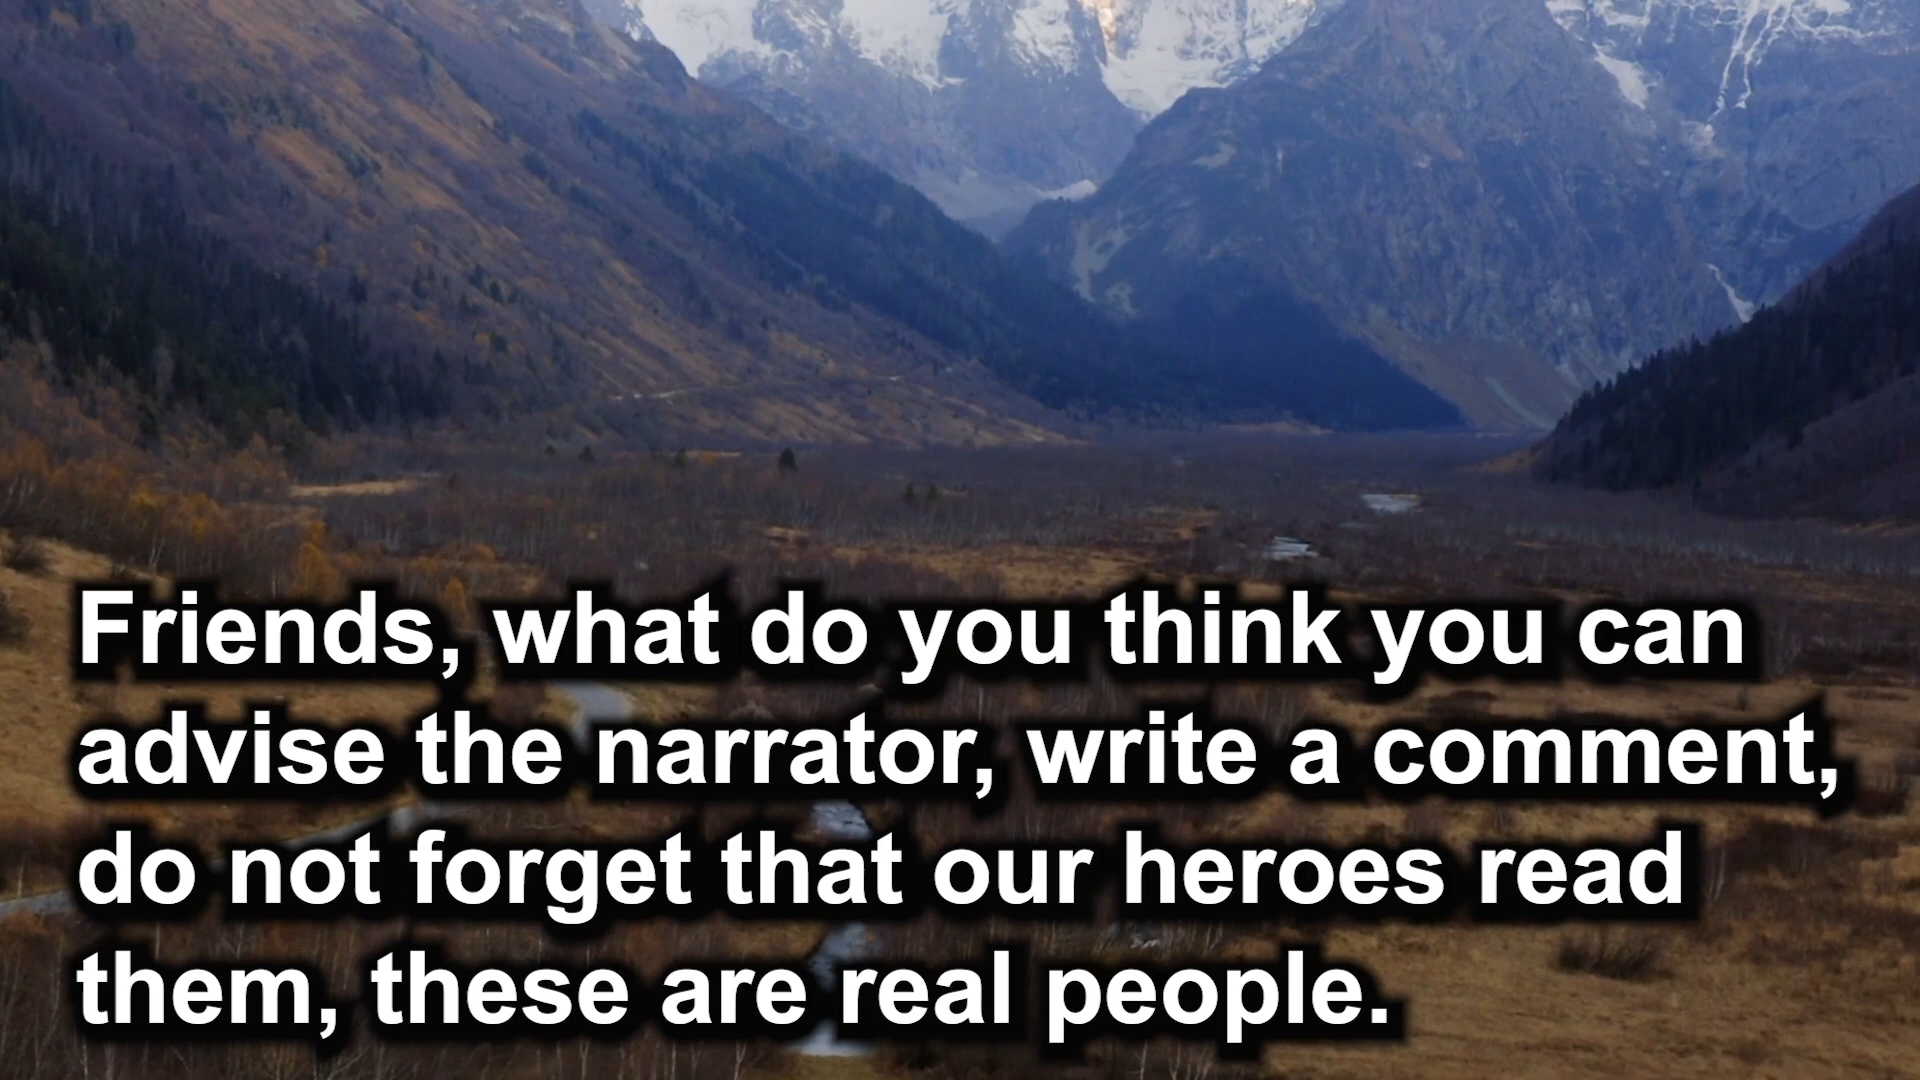 Friends, what do you think you can
advise the narrator, write a comment,
do not forget that our heroes read
them, these are real people.